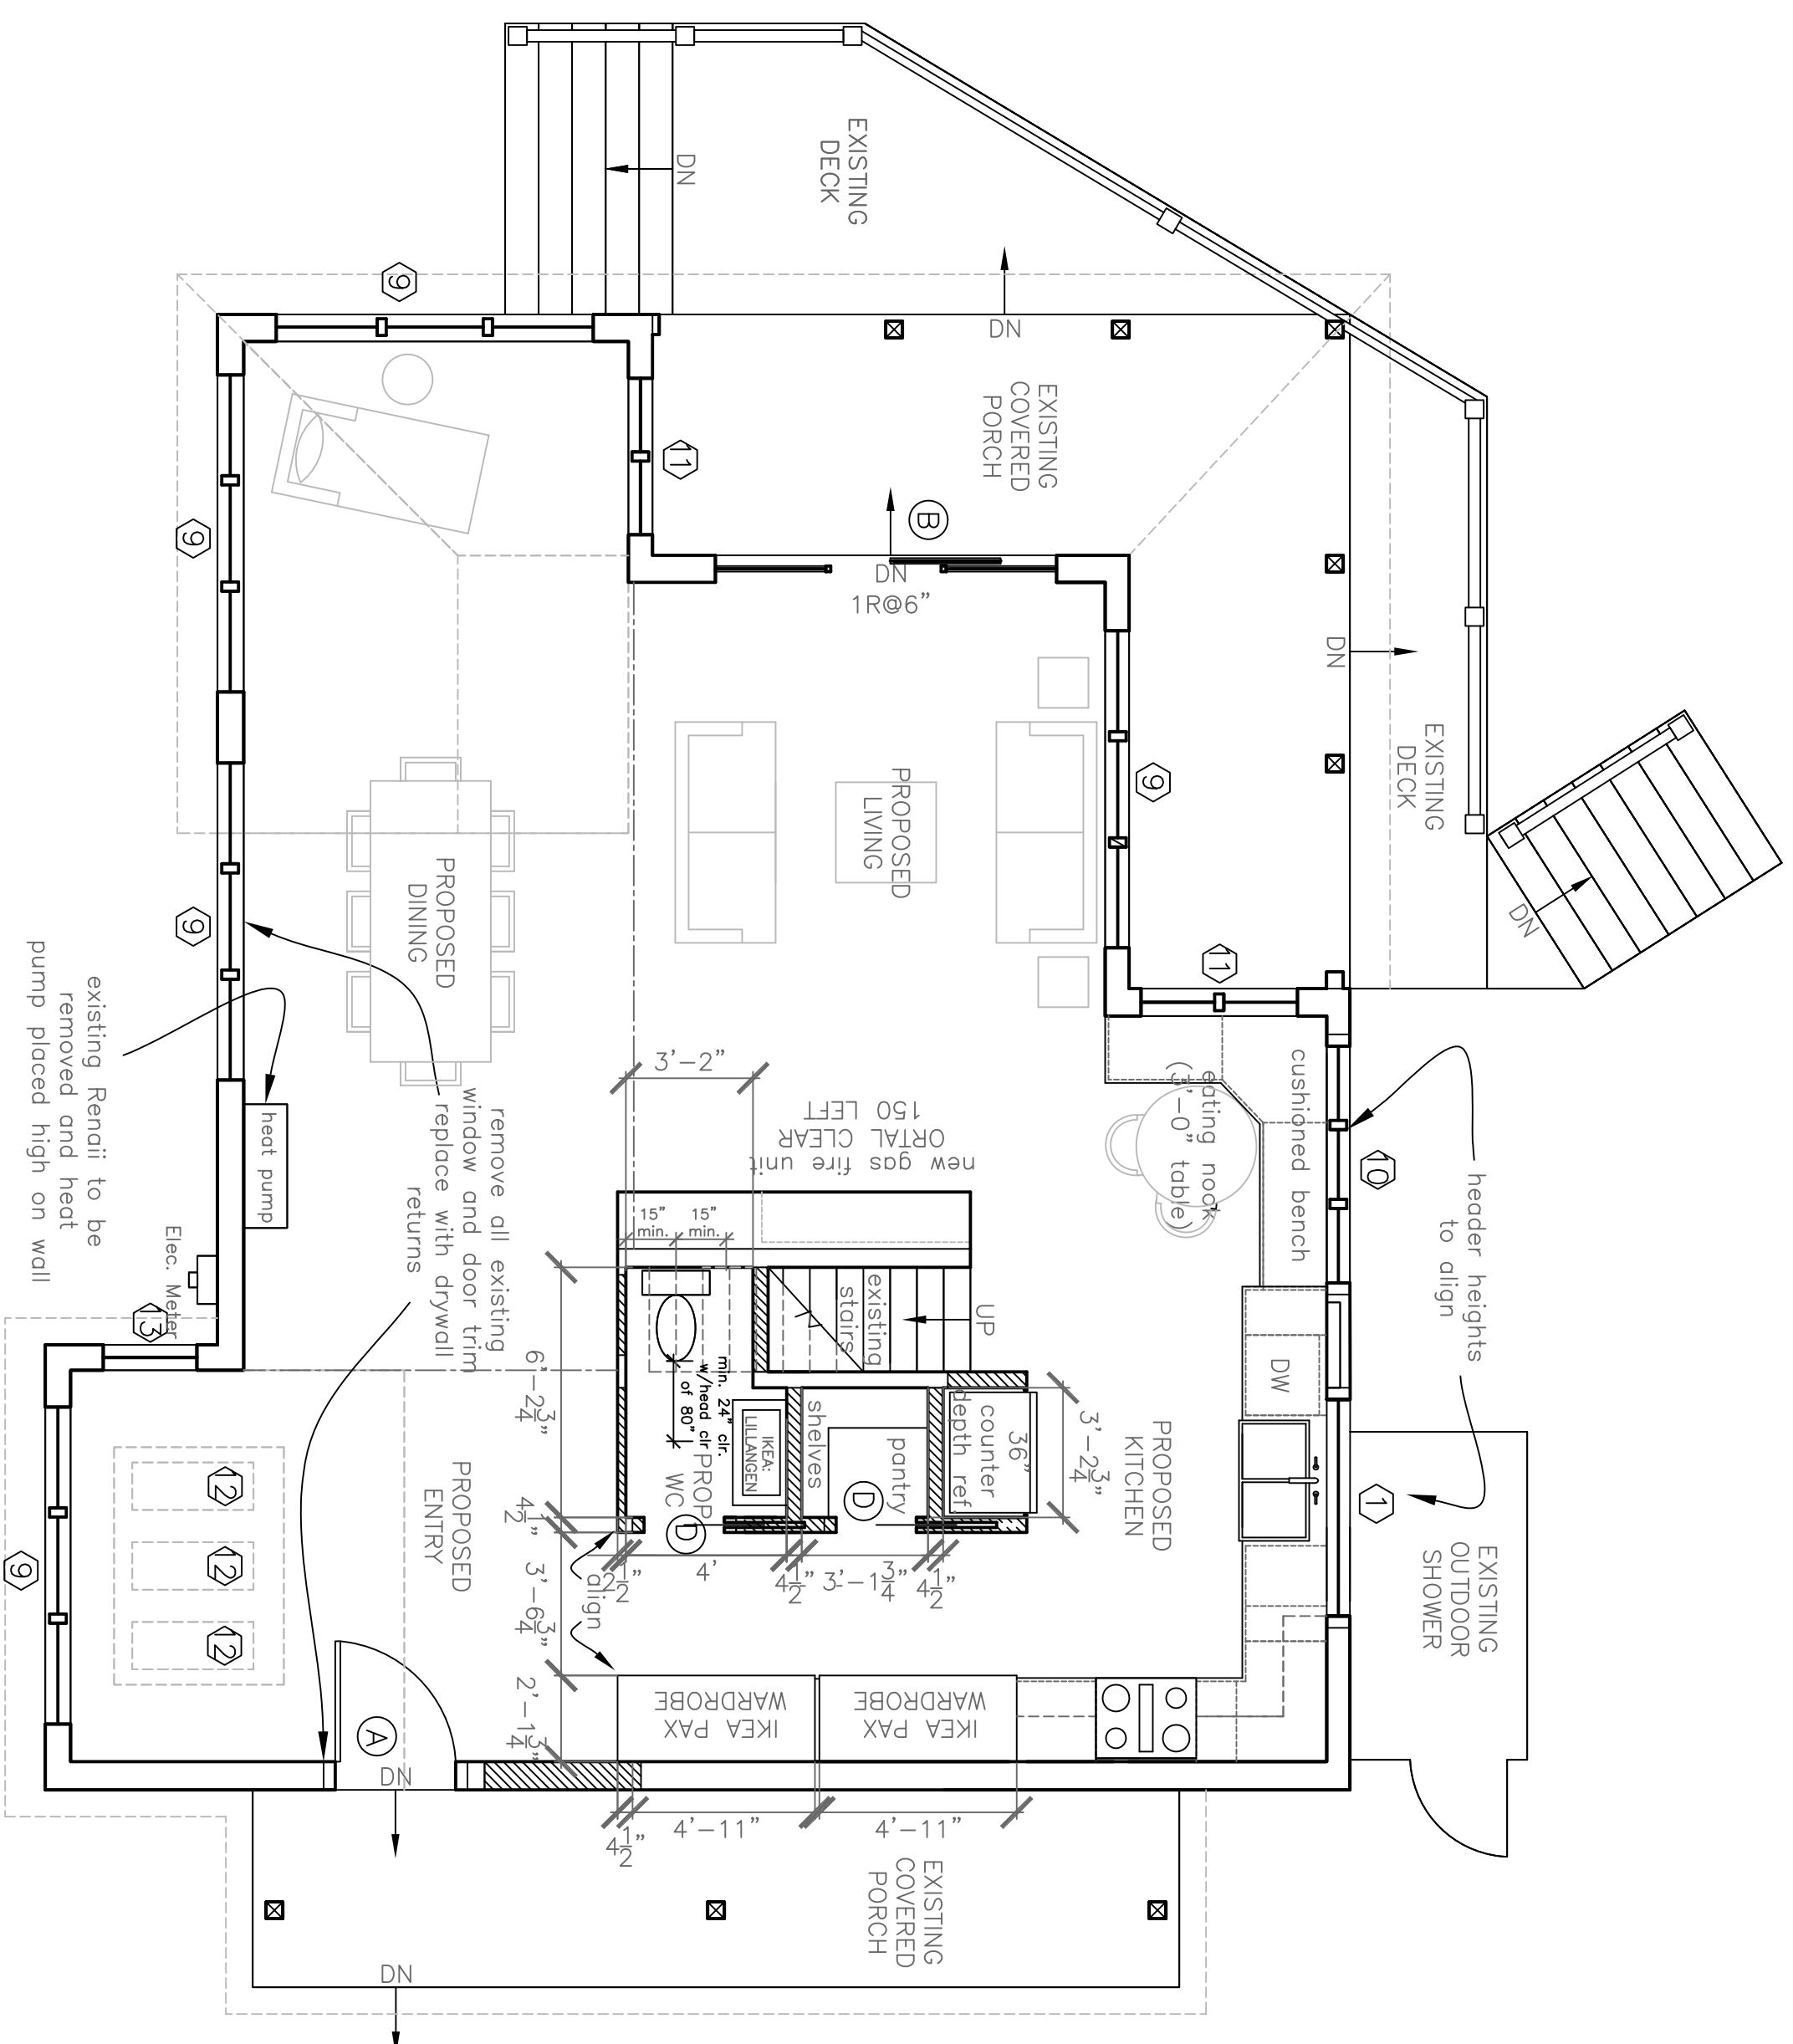 EXISTING
DECK
DN
9
DN
EXISTING
COVERED
PORCH
11
B
DN
1R@6"
9
DN
EXISTING
DECK
DN
PROPOSED
LIVING
9
PROPOSED
DINING
9
11
existing Renaii to be
removed and heat
pump placed high on wall
heat pump
Elec. Meter
13
remove all existing
window and door trim
replace with drywall
returns
3'-2"
new gas fire unit
ORTAL CLEAR
150 LEFT
eating nook
(3'-0" table)
cushioned bench
10
header heights
to align
1
15"
min.
15"
min.
existing
stairs
UP
DW
min. 24" clr.
w/head clr
of 80"
PROP
WC
IKEA:
LILLANGEN
shelves
pantry
36"
counter
depth ref
D
D
3'-2 3/4"
PROPOSED
KITCHEN
6'-2 3/4"
4 1/2"
3'-6 3/4"
2'-1 3/4"
2 1/2"
4'
4 1/2"
3'-1 3/4"
4 1/2"
align
PROPOSED
ENTRY
12
12
12
9
A
IKEA PAX
WARDROBE
IKEA PAX
WARDROBE
EXISTING
OUTDOOR
SHOWER
DN
4 1/2"
4'-11"
4'-11"
EXISTING
COVERED
PORCH
DN